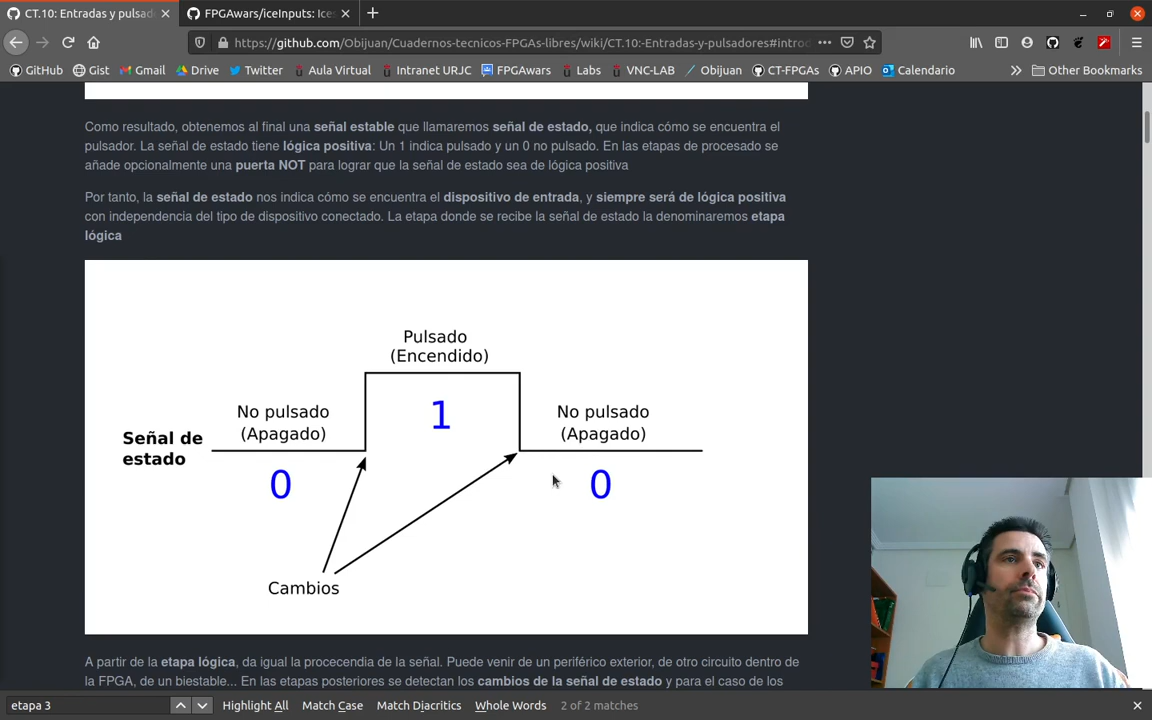 CT.10: Entradas y pulsad
FPGAwars/iceInputs: Ices
https://github.com/Obijuan/Cuadernos-tecnicos-FPGAs-libres/wiki/CT.10:-Entradas-y-pulsadores#introd
GitHub Gist Gmail Drive Twitter Aula Virtual Intranet URJC FPGAwars Labs VNC-LAB Obijuan CT-FPGAs APIO Calendario Other Bookmarks
Como resultado, obtenemos al final una señal estable que llamaremos señal de estado, que indica cómo se encuentra el
pulsador. La señal de estado tiene lógica positiva: Un 1 indica pulsado y un 0 no pulsado. En las etapas de procesado se
añade opcionalmente una puerta NOT para lograr que la señal de estado sea de lógica positiva
Por tanto, la señal de estado nos indica cómo se encuentra el dispositivo de entrada, y siempre será de lógica positiva
con independencia del tipo de dispositivo conectado. La etapa donde se recibe la señal de estado la denominaremos etapa
lógica
Pulsado
(Encendido)
1
No pulsado
(Apagado)
No pulsado
(Apagado)
Señal de
estado
0
0
Cambios
A partir de la etapa lógica, da igual la procecendia de la señal. Puede venir de un periférico exterior, de otro circuito dentro de
la FPGA, de un biestable... En las etapas posteriores se detectan los cambios de la señal de estado y para el caso de los
etapa 3 Highlight All Match Case Match Diacritics Whole Words 2 of 2 matches